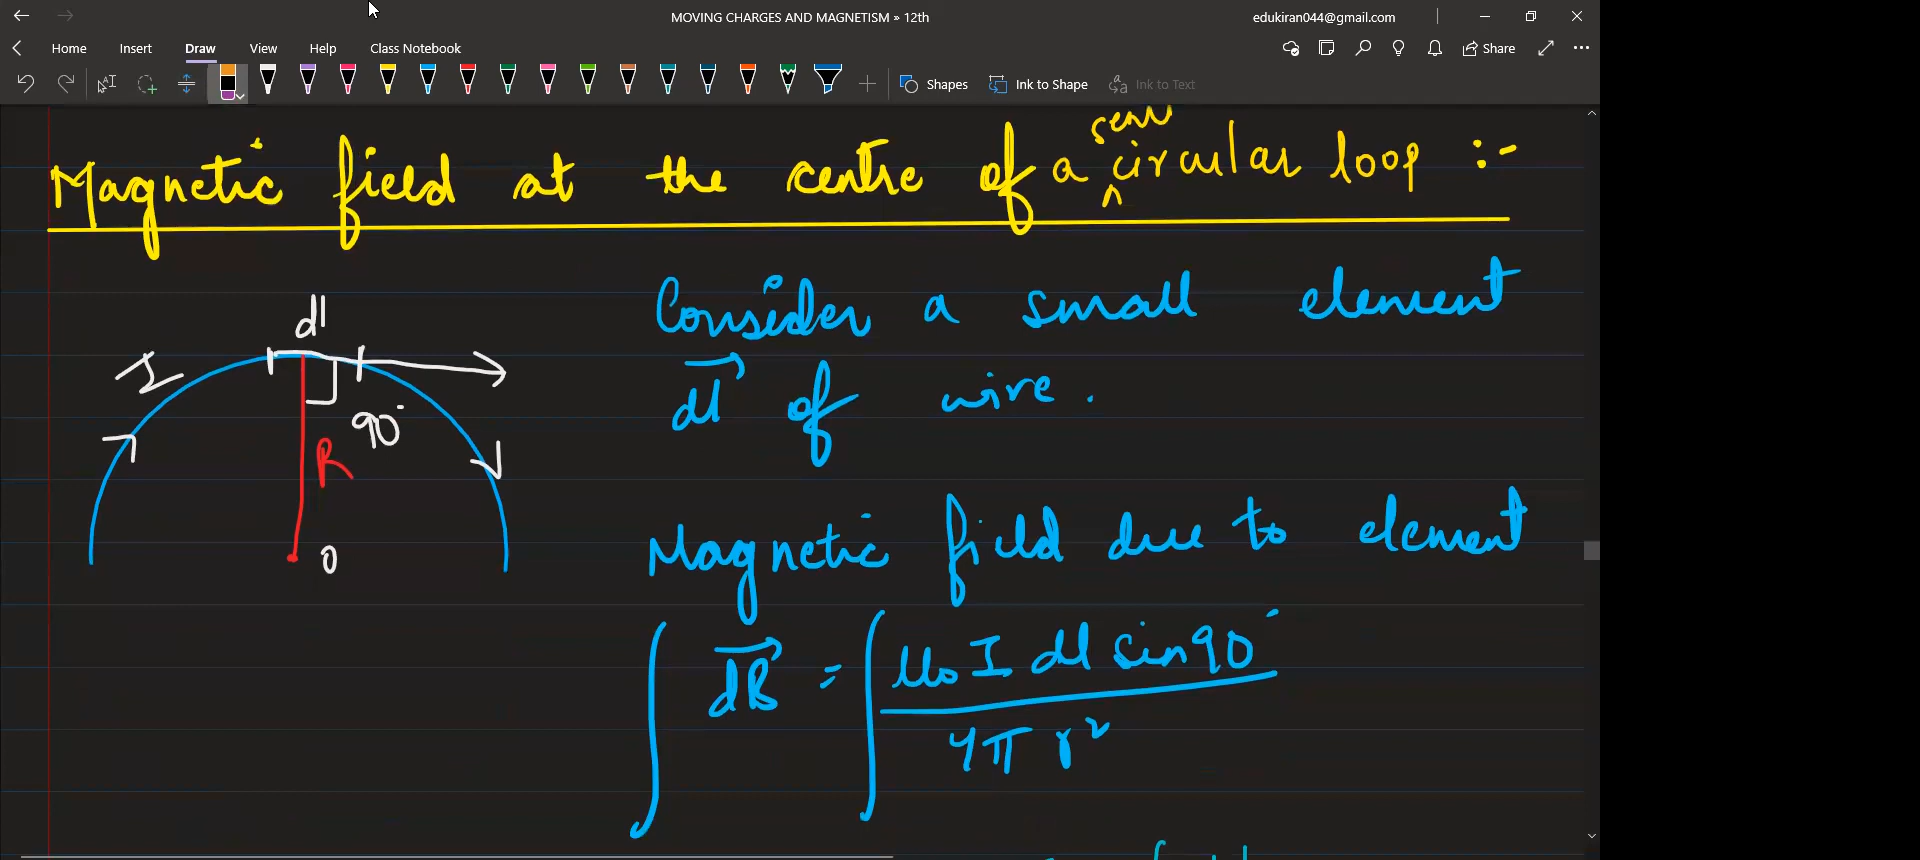 MOVING CHARGES AND MAGNETISM » 12th
edukiran044@gmail.com
Home Insert Draw View Help Class Notebook
Share
Shapes Ink to Shape Ink to Text
semi
Magnetic field at the centre of a ^ circular loop :-
dl
Consider a small element
I
dl of wire.
90°
R
Magnetic field due to element
O
∫ dB = ∫ μ₀ I dl sin 90°
4π r²